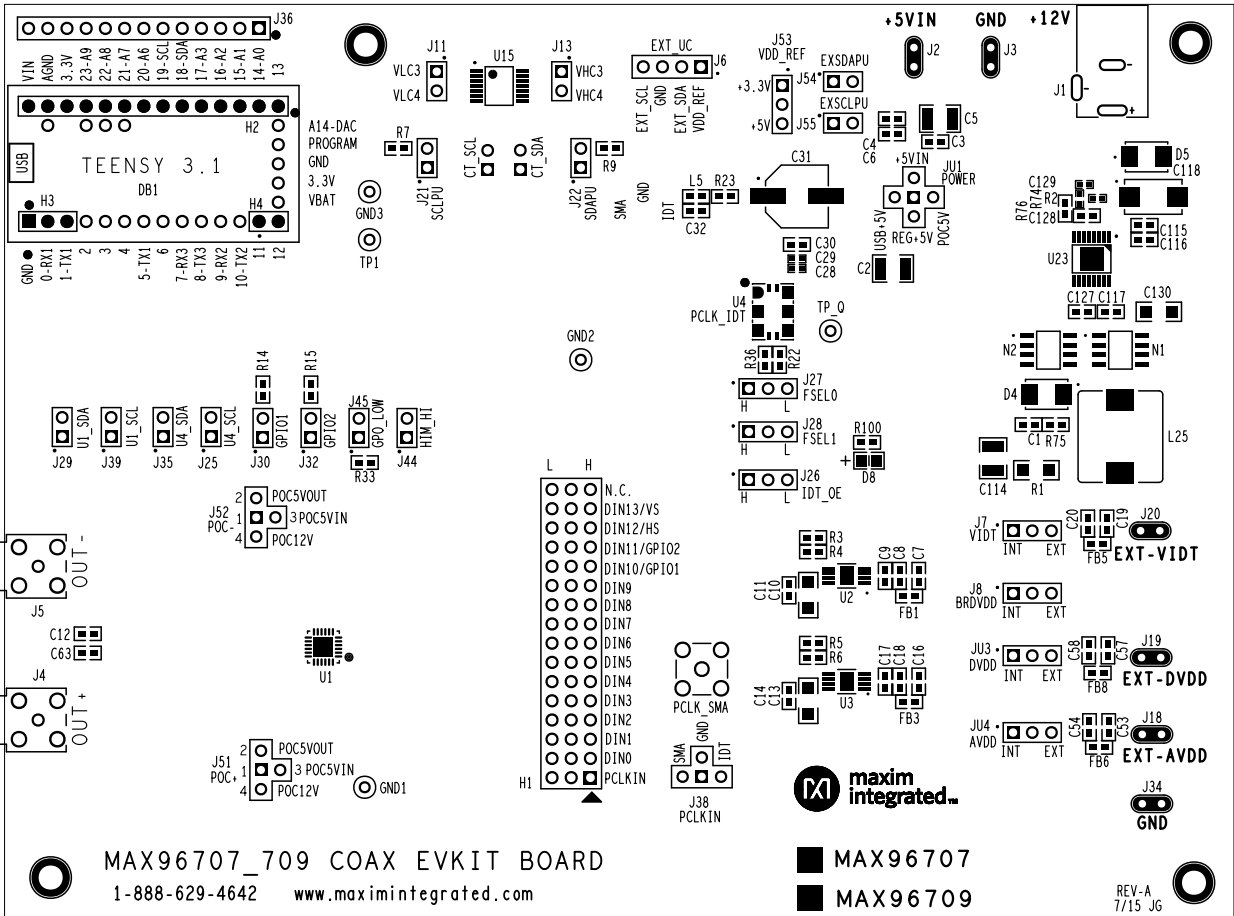 J36
VIN AGND 3.3V 23-A9 22-A8 21-A7 20-A6 19-SCL 18-SDA 17-A3 16-A2 15-A1 14-A0 13
H2
A14-DAC
PROGRAM
GND
3.3V
VBAT
USB
TEENSY 3.1
DB1
H3
H4
GND 0-RX1 1-TX1 2 3 4 5-TX1 6 7-RX3 8-TX3 9-RX2 10-TX2 11 12
J11
VLC3
VLC4
U15
J13
VHC3
VHC4
R7
J21
SCLPU
CT_SCL
CT_SDA
J22
SDAPU
R9
SMA
GND
IDT
GND3
TP1
EXT_UC
J6
EXT_SCL
GND
EXT_SDA
VDD_REF
J53
VDD_REF
+3.3V
+5V
J54
EXSDAPU
J55
EXSCLPU
+5VIN
J2
GND
J3
+12V
J1
-
-
+
C5
C3
C4
C6
C31
L5
R23
C32
+5VIN
JU1
POWER
USB+5V
POC5V
REG+5V
C30
C29
C28
C2
U4
PCLK_IDT
TP_Q
GND2
R36
R22
D5
C118
C129
R2
R74
R76
C128
C115
C116
U23
C127
C117
C130
N2
N1
D4
C1
R75
L25
C114
R1
J27
FSEL0
H L
J28
FSEL1
H L
J26
IDT_OE
H L
R100
+
D8
R14
R15
U1_SDA
J29
U1_SCL
J39
U4_SDA
J35
U4_SCL
J25
GPIO1
J30
GPIO2
J32
J45
GPO_LOW
R33
HIM_HI
J44
J52
POC-
2
1
4
POC5VOUT
3 POC5VIN
POC12V
OUT-
J5
C12
C63
J4
OUT+
U1
J51
POC+
2
1
4
POC5VOUT
3 POC5VIN
POC12V
GND1
L H
N.C.
DIN13/VS
DIN12/HS
DIN11/GPIO2
DIN10/GPIO1
DIN9
DIN8
DIN7
DIN6
DIN5
DIN4
DIN3
DIN2
DIN1
DIN0
PCLKIN
H1
PCLK_SMA
SMA
GND_SMA
IDT
J38
PCLKIN
R3
R4
C11
C10
U2
C9
C8
C7
FB1
R5
R6
C14
C13
U3
C17
C18
C16
FB3
J7
VIDT
INT EXT
C20
C19
FB5
J20
EXT-VIDT
J8
BRDVDD
INT EXT
JU3
DVDD
INT EXT
C58
C57
FB8
J19
EXT-DVDD
JU4
AVDD
INT EXT
C54
C53
FB6
J18
EXT-AVDD
J34
GND
maxim
integrated™
MAX96707_709 COAX EVKIT BOARD
1-888-629-4642 www.maximintegrated.com
MAX96707
MAX96709
REV-A
7/15 JG